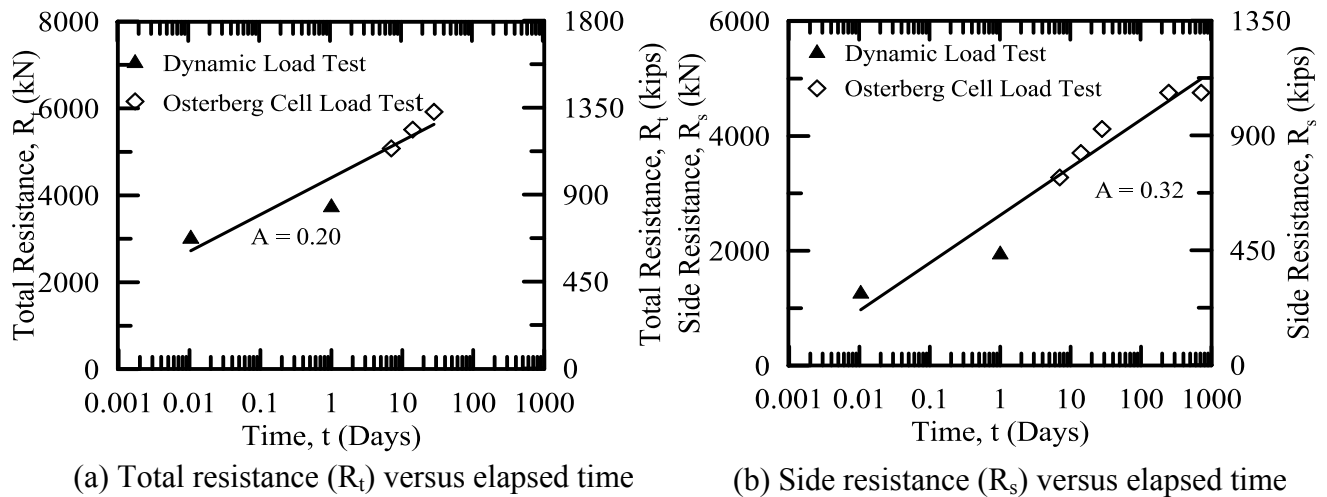 8000
6000
4000
2000
0
Total Resistance, Rₜ (kN)
▲ Dynamic Load Test
◇ Osterberg Cell Load Test
A = 0.20
1800
1350
900
450
0
Total Resistance, Rₜ (kips)
0.001 0.01 0.1 1 10 100 1000
Time, t (Days)
(a) Total resistance (Rₜ) versus elapsed time
6000
4000
2000
0
Side Resistance, Rₛ (kN)
▲ Dynamic Load Test
◇ Osterberg Cell Load Test
A = 0.32
1350
900
450
0
Side Resistance, Rₛ (kips)
0.001 0.01 0.1 1 10 100 1000
Time, t (Days)
(b) Side resistance (Rₛ) versus elapsed time